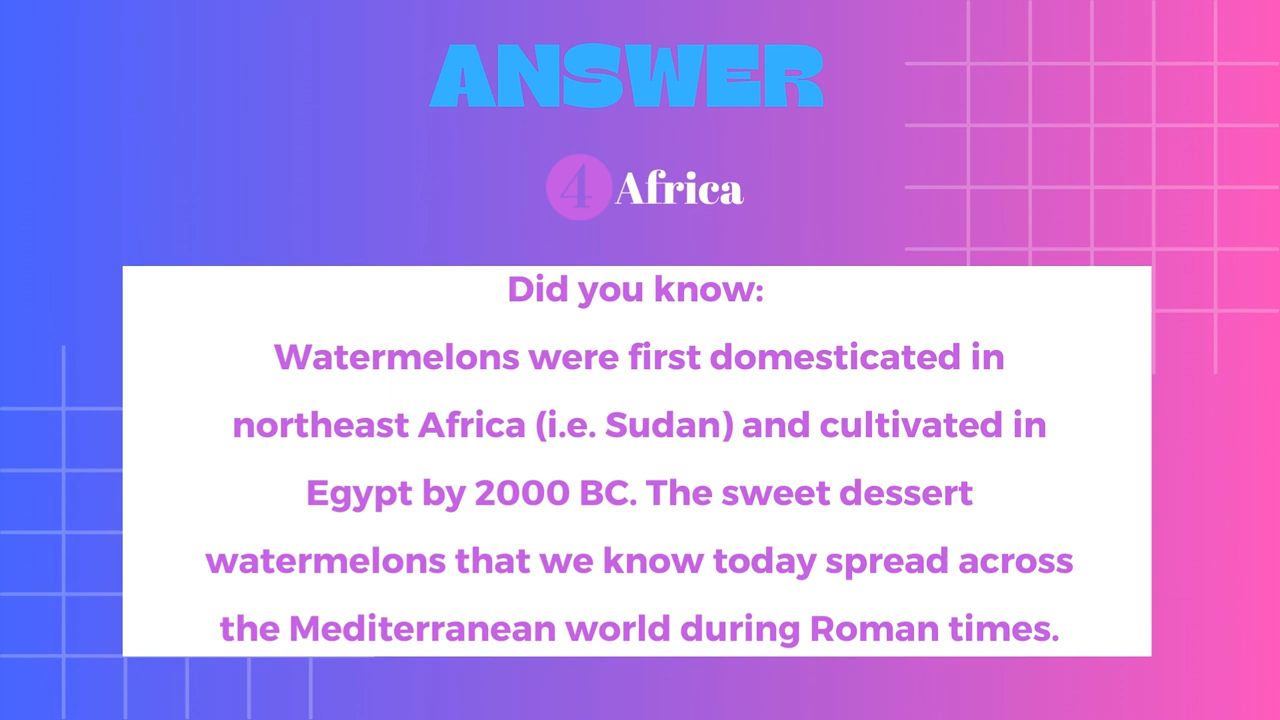 ANSWER
4 Africa
Did you know:
Watermelons were first domesticated in
northeast Africa (i.e. Sudan) and cultivated in
Egypt by 2000 BC. The sweet dessert
watermelons that we know today spread across
the Mediterranean world during Roman times.